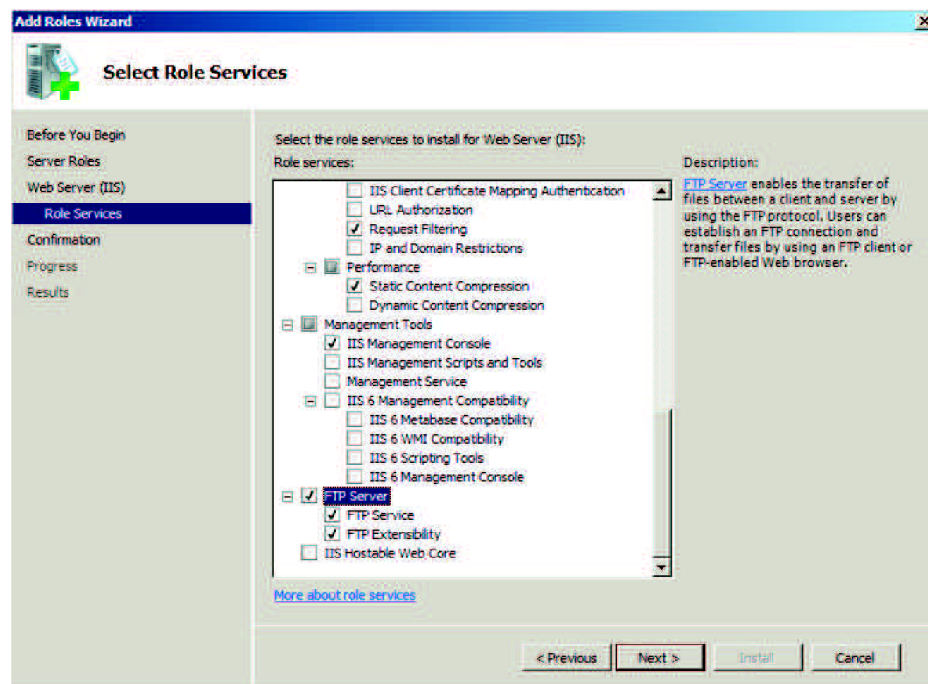 Add Roles Wizard
Select Role Services
Before You Begin
Server Roles
Web Server (IIS)
Role Services
Confirmation
Progress
Results
Select the role services to install for Web Server (IIS):
Role services:
IIS Client Certificate Mapping Authentication
URL Authorization
Request Filtering
IP and Domain Restrictions
Performance
Static Content Compression
Dynamic Content Compression
Management Tools
IIS Management Console
IIS Management Scripts and Tools
Management Service
IIS 6 Management Compatibility
IIS 6 Metabase Compatibility
IIS 6 WMI Compatibility
IIS 6 Scripting Tools
IIS 6 Management Console
FTP Server
FTP Service
FTP Extensibility
IIS Hostable Web Core
More about role services
Description:
FTP Server enables the transfer of
files between a client and server by
using the FTP protocol. Users can
establish an FTP connection and
transfer files by using an FTP client or
FTP-enabled Web browser.
< Previous
Next >
Install
Cancel